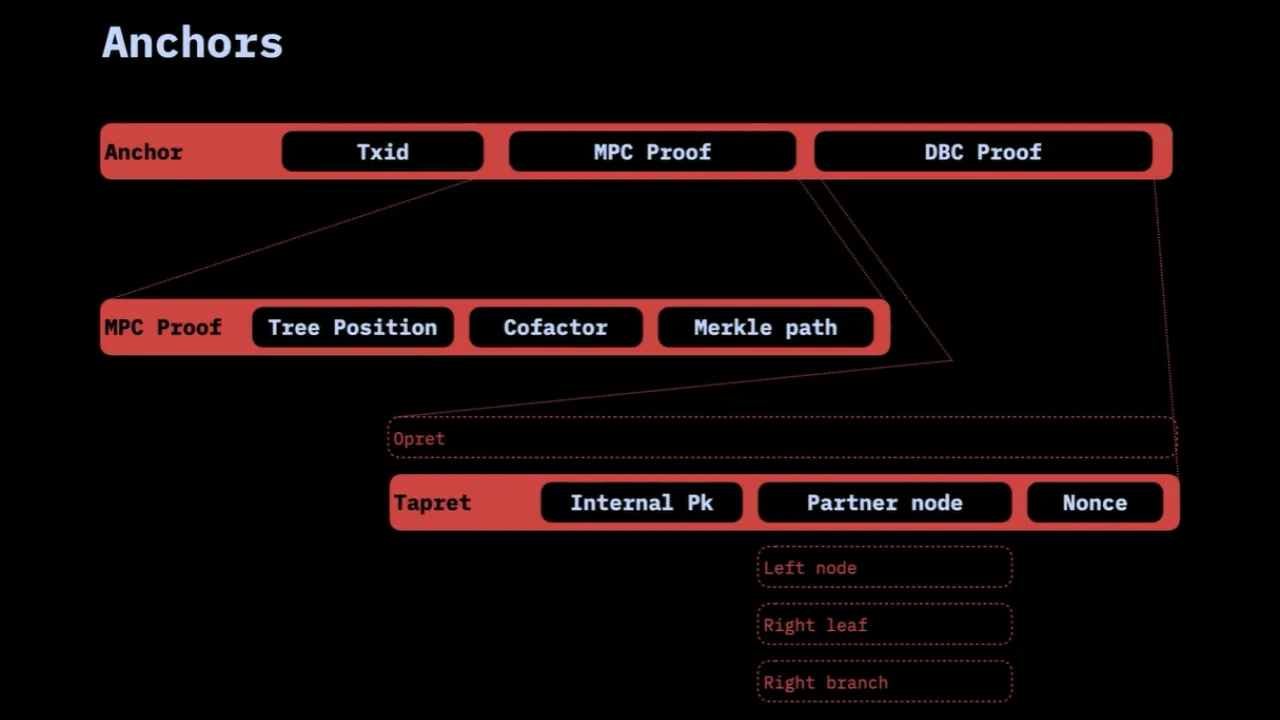 Anchors
Anchor Txid MPC Proof DBC Proof
MPC Proof Tree Position Cofactor Merkle path
Opret
Tapret Internal Pk Partner node Nonce
Left node
Right leaf
Right branch